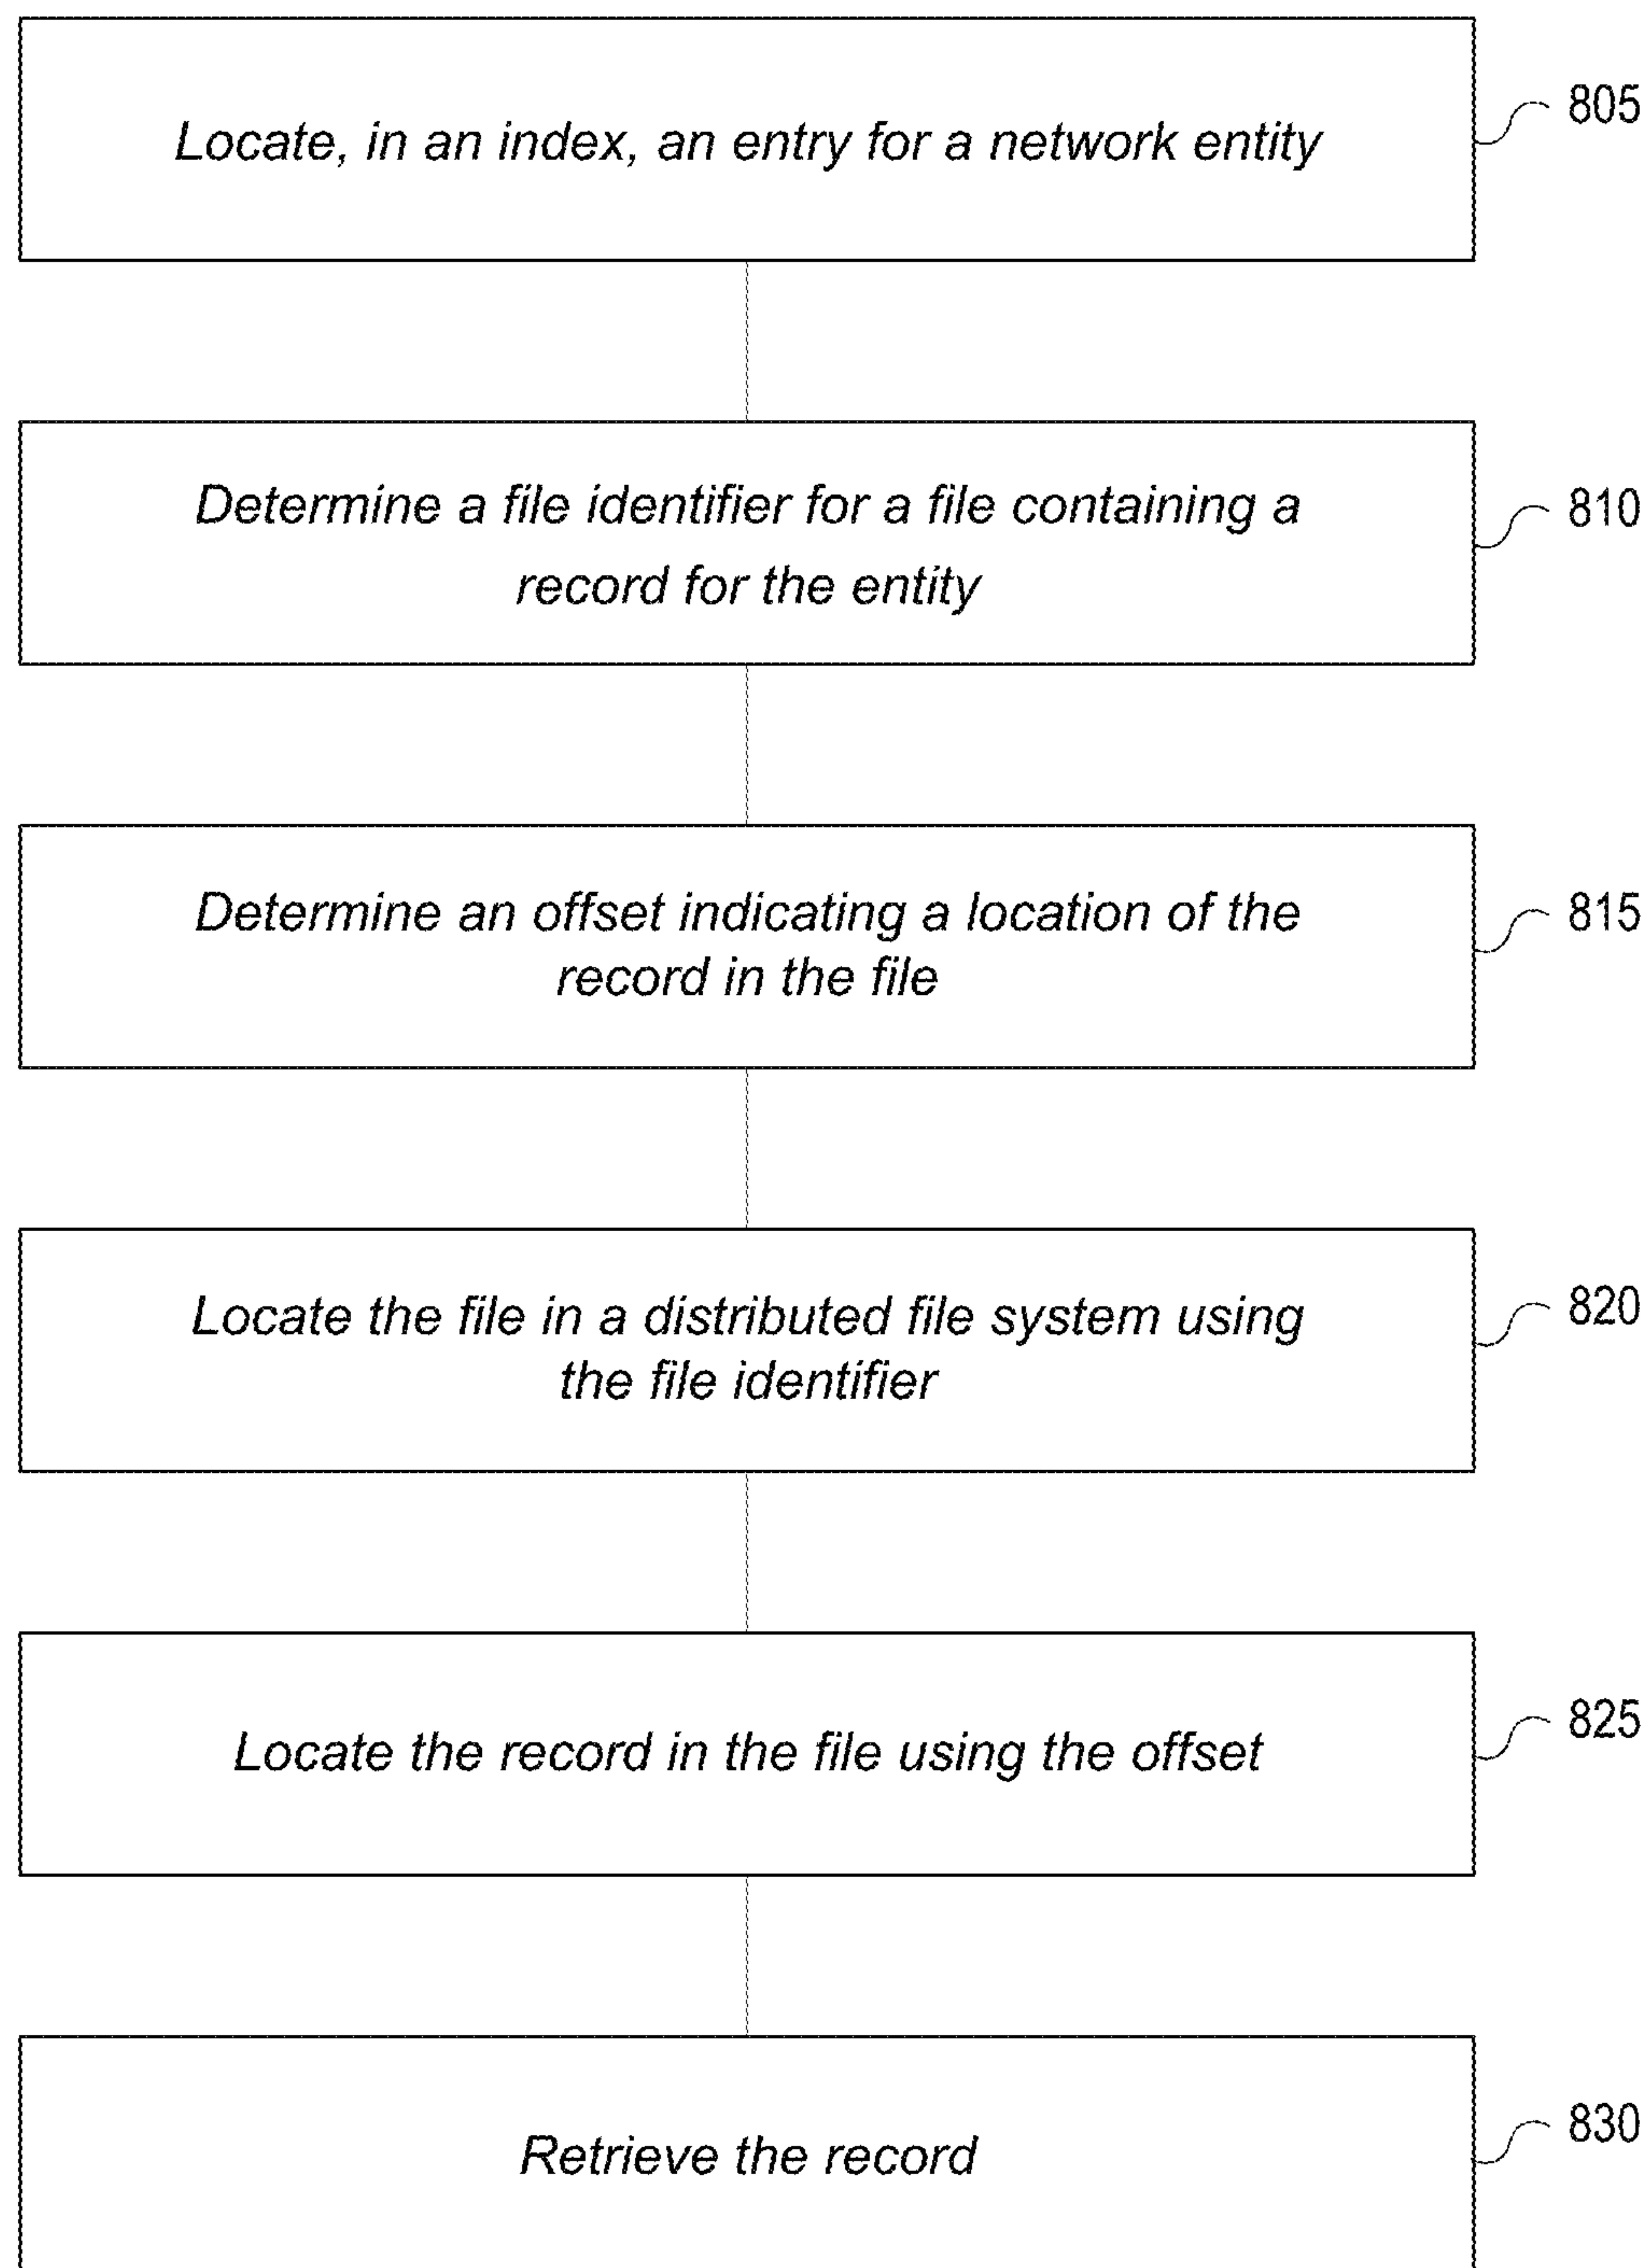 Locate, in an index, an entry for a network entity
805
Determine a file identifier for a file containing a
record for the entity
810
Determine an offset indicating a location of the
record in the file
815
Locate the file in a distributed file system using
the file identifier
820
Locate the record in the file using the offset
825
Retrieve the record
830